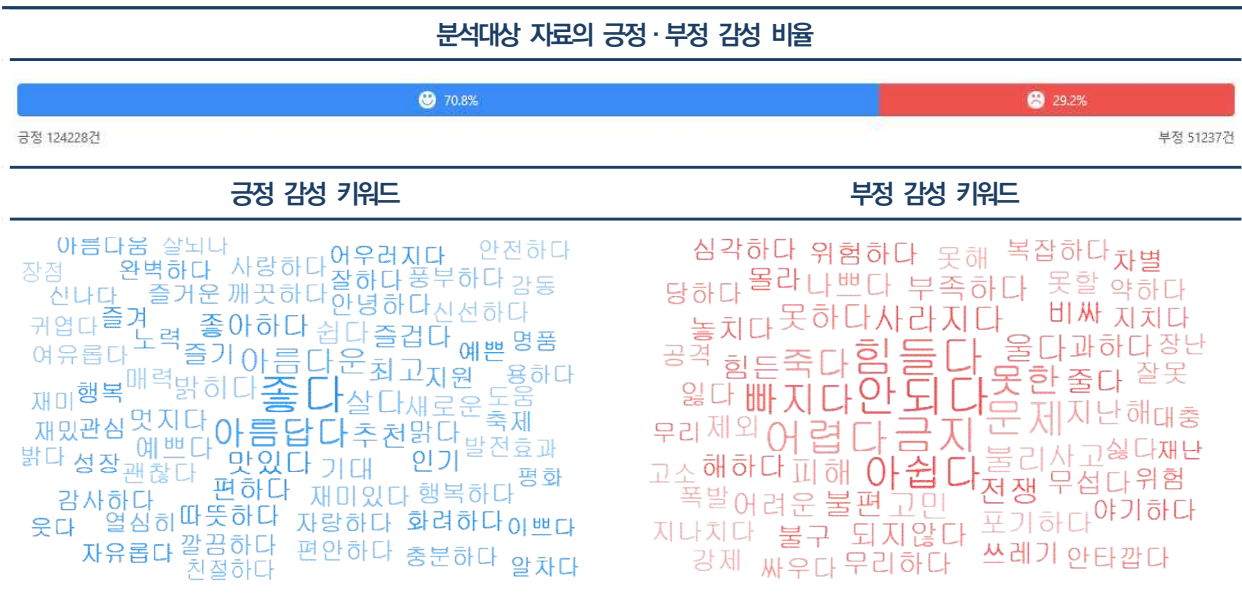 분석대상 자료의 긍정·부정 감성 비율
70.8% 29.2%
긍정 124228건 부정 51237건
긍정 감성 키워드 부정 감성 키워드
아름다움 살뇌나
어우러지다 안전하다
장점 완벽하다 사랑하다 잘하다 풍부하다 감동
신나다 즐거운 깨끗하다 안녕하다 신선하다
귀엽다 즐겨 좋아하다 쉽다 즐겁다 예쁜 명품
여유롭다 노력 즐기 아름다운 최고 지원 용하다
재미 행복 매력 밝히다 좋다 살다 새로운 도움
재밌 관심 멋지다 아름답다 추천 맑다 축제
밝다 성장 예쁘다 맛있다 기대 인기 발전 효과
괜찮다 편하다 재미있다 행복하다 평화
감사하다
웃다 열심히 따뜻하다 자랑하다 화려하다 이쁘다
자유롭다 깔끔하다 편안하다 충분하다 알차다
친절하다
심각하다 위험하다 못해 복잡하다 차별
당하다 몰라 나쁘다 부족하다 못할 약하다
놓치다 못하다 사라지다 비싸 지치다
공격 힘든 죽다 힘들다 울다 과하다 장난
잃다 빠지다 안되다 못한 줄다 잘못
무리 제외 어렵다 금지 문제 지난해 대충
고소 해하다 피해 아쉽다 불리 사고 싫다 재난
폭발 어려운 불편 고민 전쟁 무섭다 위험
지나치다 불구 되지않다 포기하다 야기하다
강제 싸우다 무리하다 쓰레기 안타깝다